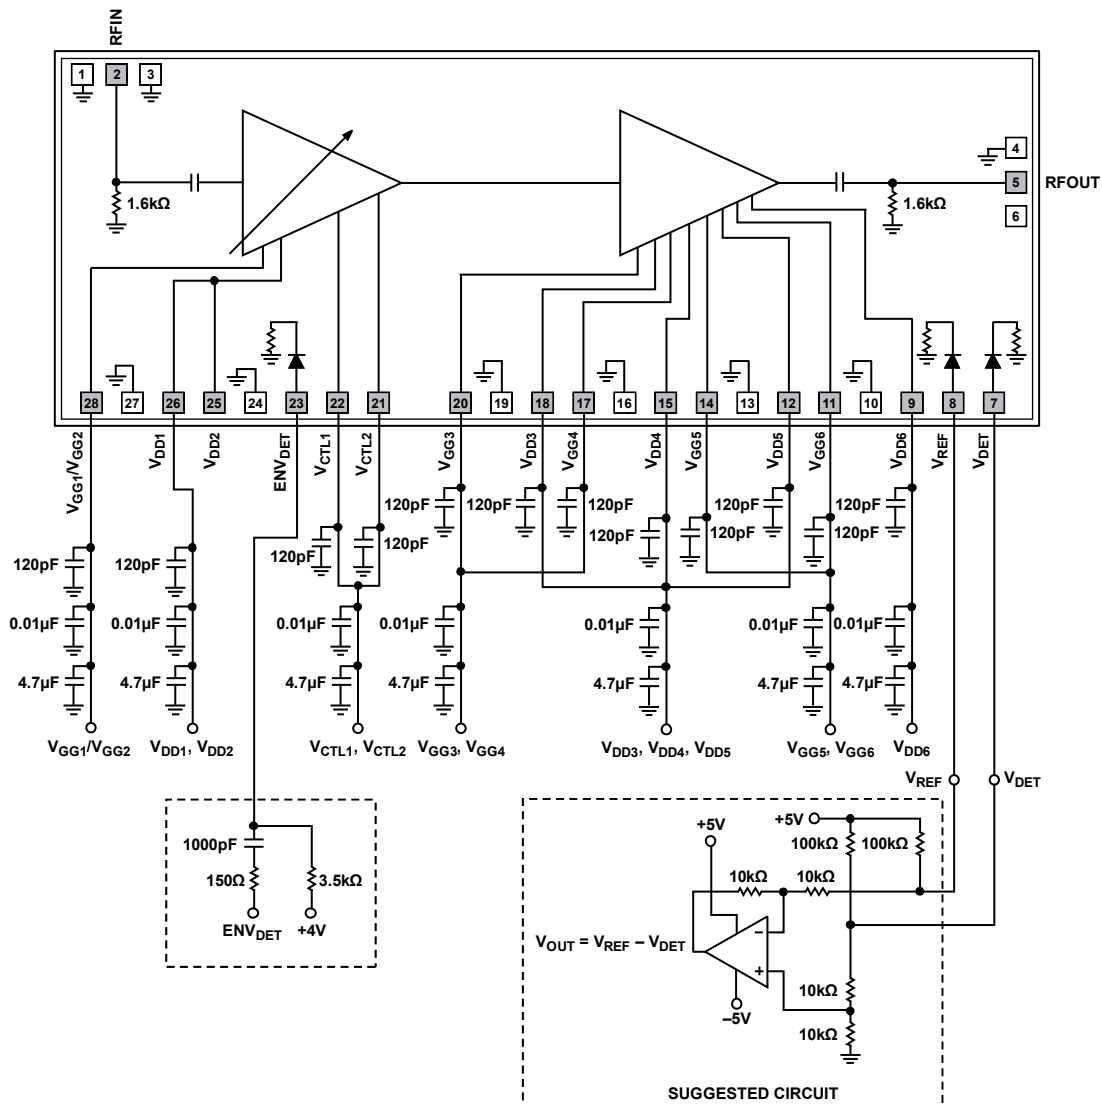 RFIN
1
2
3
4
5
RFOUT
6
1.6kΩ
1.6kΩ
28
27
26
25
24
23
22
21
20
19
18
17
16
15
14
13
12
11
10
9
8
7
VGG1/VGG2
VDD1
VDD2
ENVDET
VCTL1
VCTL2
VGG3
VDD3
VGG4
VDD4
VGG5
VDD5
VGG6
VDD6
VREF
VDET
120pF
120pF
120pF
120pF
120pF
120pF
120pF
120pF
120pF
120pF
120pF
120pF
120pF
0.01µF
0.01µF
0.01µF
0.01µF
0.01µF
0.01µF
0.01µF
4.7µF
4.7µF
4.7µF
4.7µF
4.7µF
4.7µF
4.7µF
VGG1/VGG2
VDD1, VDD2
VCTL1, VCTL2
VGG3, VGG4
VDD3, VDD4, VDD5
VGG5, VGG6
VDD6
VREF
VDET
1000pF
150Ω
3.5kΩ
ENVDET
+4V
+5V
+5V
100kΩ
100kΩ
10kΩ
10kΩ
VOUT = VREF – VDET
–
+
–5V
10kΩ
10kΩ
SUGGESTED CIRCUIT